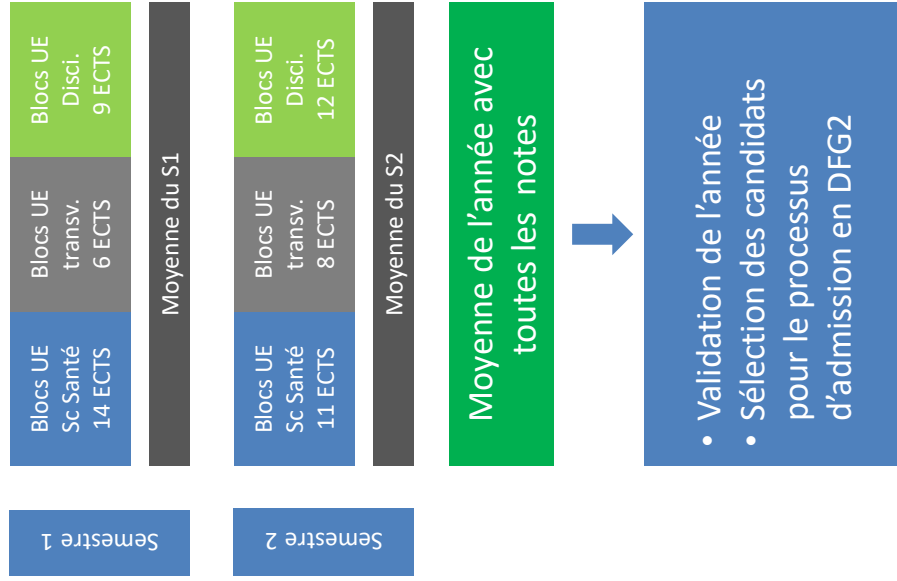 Semestre 1
Blocs UE
Sc Santé
14 ECTS
Blocs UE
transv.
6 ECTS
Blocs UE
Disci.
9 ECTS
Moyenne du S1
Semestre 2
Blocs UE
Sc Santé
11 ECTS
Blocs UE
transv.
8 ECTS
Blocs UE
Disci.
12 ECTS
Moyenne du S2
Moyenne de l’année avec
toutes les notes
• Validation de l’année
• Sélection des candidats
pour le processus
d’admission en DFG2